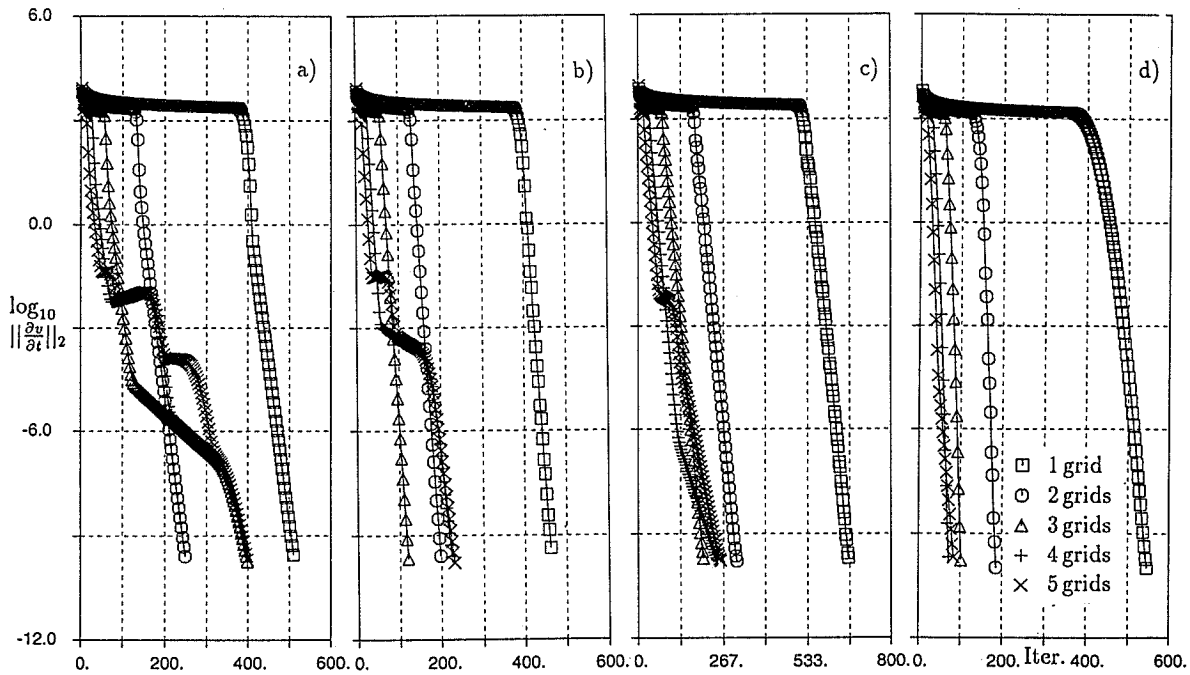 6.0
0.0
-6.0
-12.0
log₁₀
||∂u/∂t||₂
a)
b)
c)
d)
1 grid
2 grids
3 grids
4 grids
5 grids
0. 200. 400. 600.
0. 200. 400. 600.
0. 267. 533. 800.
0. 200. Iter. 400. 600.